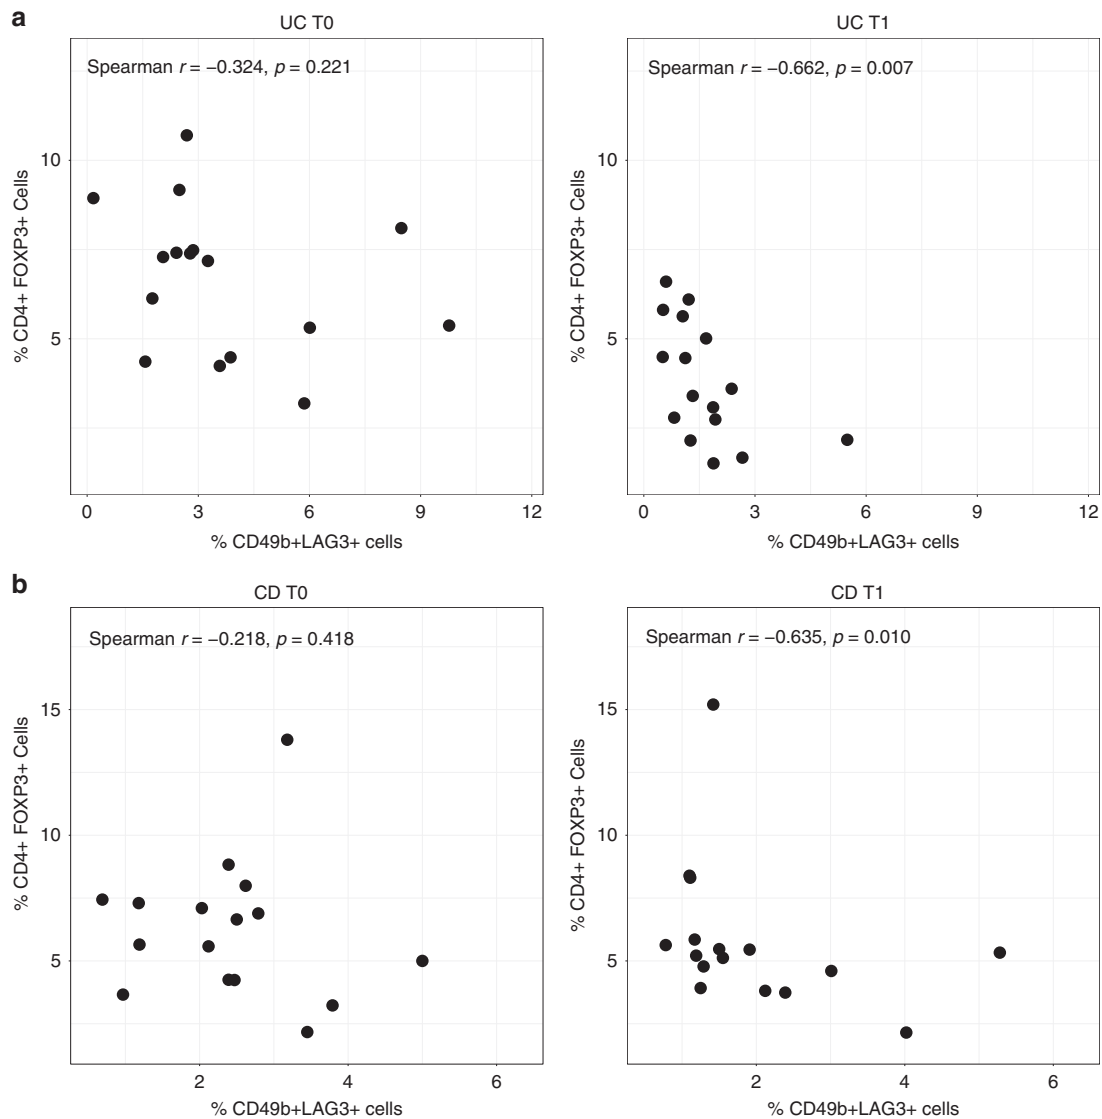 a
UC T0
UC T1
Spearman r = −0.324, p = 0.221
Spearman r = −0.662, p = 0.007
10
5
% CD4+ FOXP3+ Cells
0 3 6 9 12
% CD49b+LAG3+ cells
10
5
% CD4+ FOXP3+ Cells
0 3 6 9 12
% CD49b+LAG3+ cells
b
CD T0
CD T1
Spearman r = −0.218, p = 0.418
Spearman r = −0.635, p = 0.010
15
10
5
% CD4+ FOXP3+ Cells
2 4 6
% CD49b+LAG3+ cells
15
10
5
% CD4+ FOXP3+ Cells
2 4 6
% CD49b+LAG3+ cells